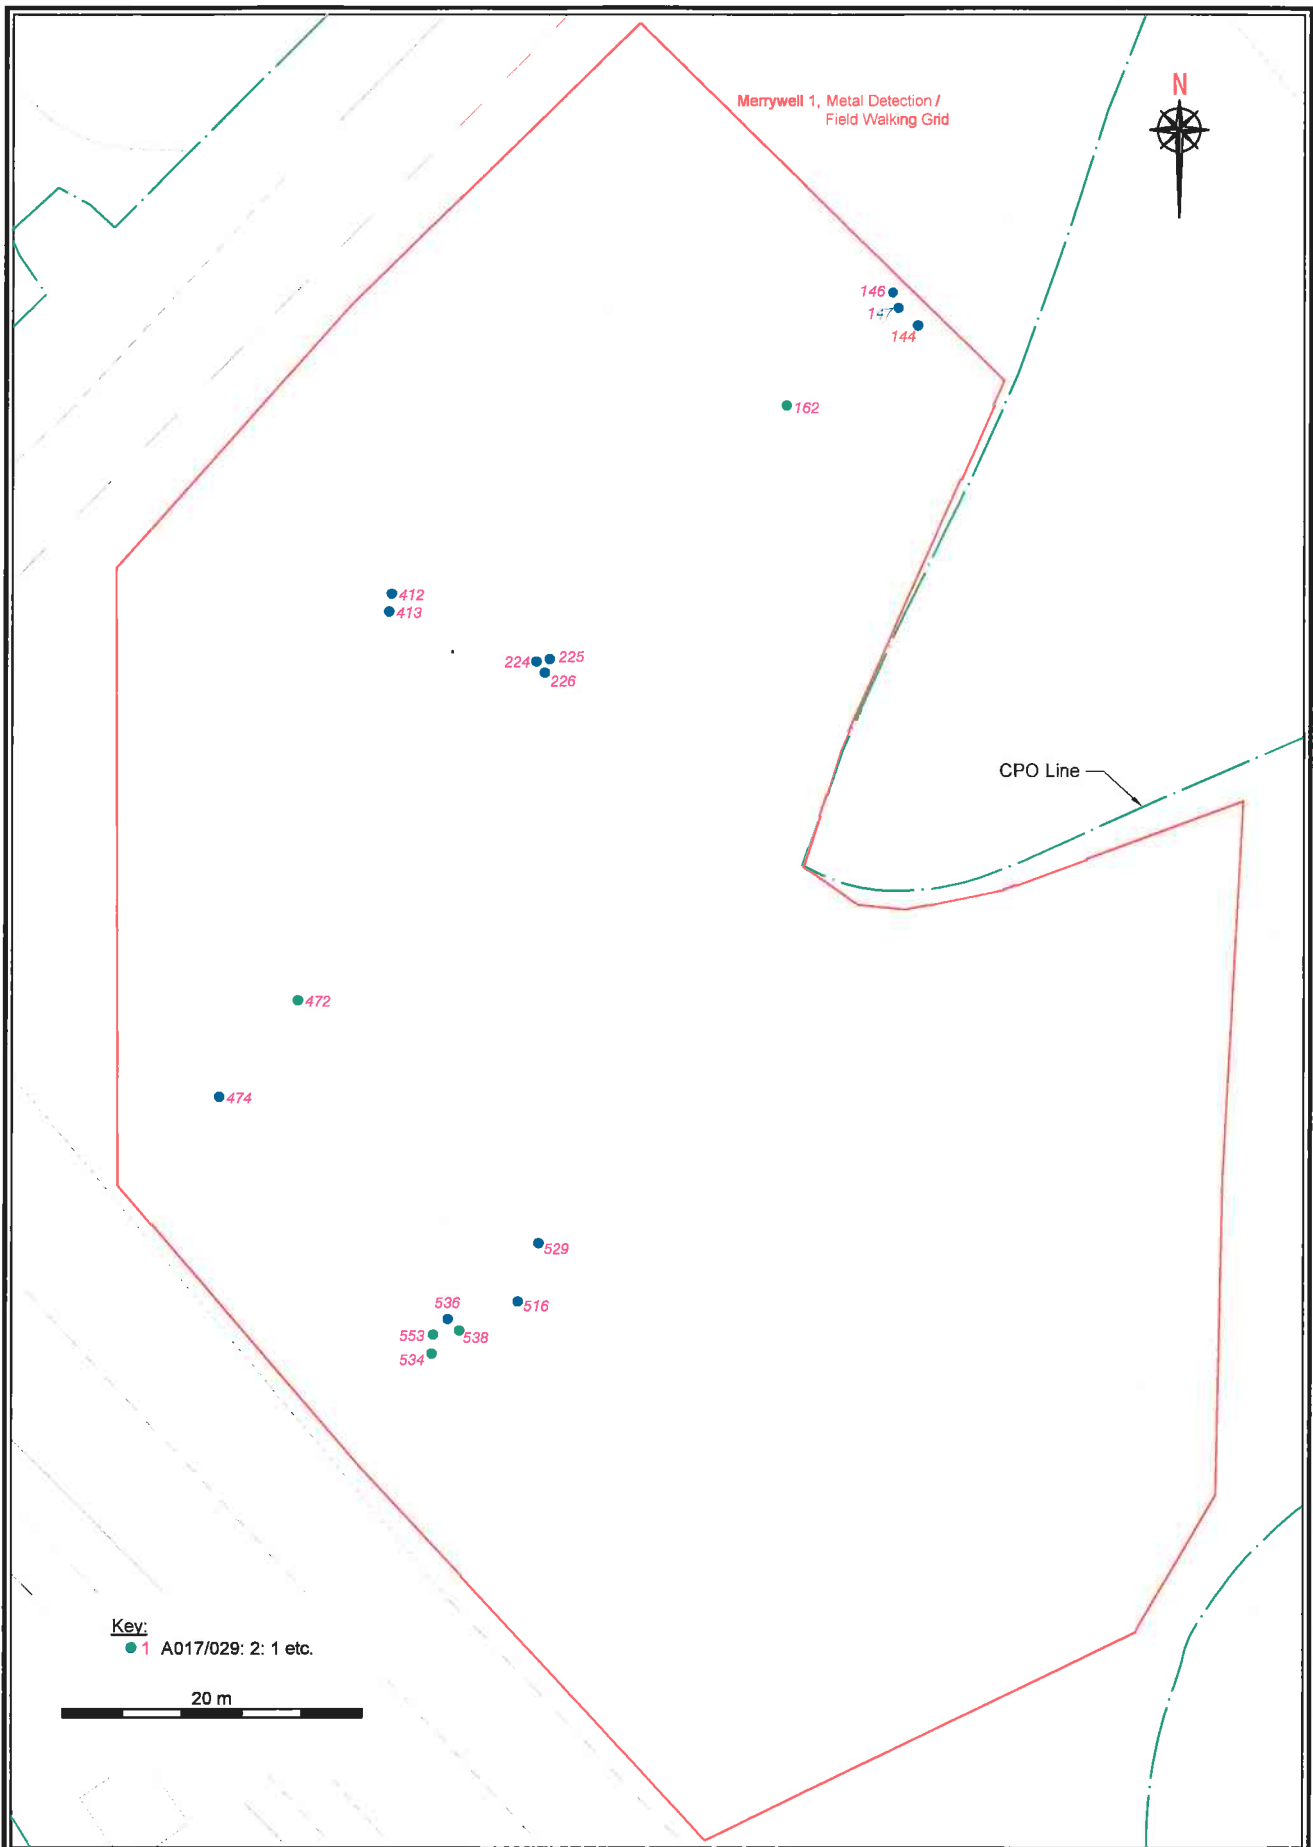 Merrywell 1, Metal Detection /
Field Walking Grid
N
146
147
144
162
412
413
224
225
226
CPO Line
472
474
529
516
536
538
553
534
Key:
1 A017/029: 2: 1 etc.
20 m